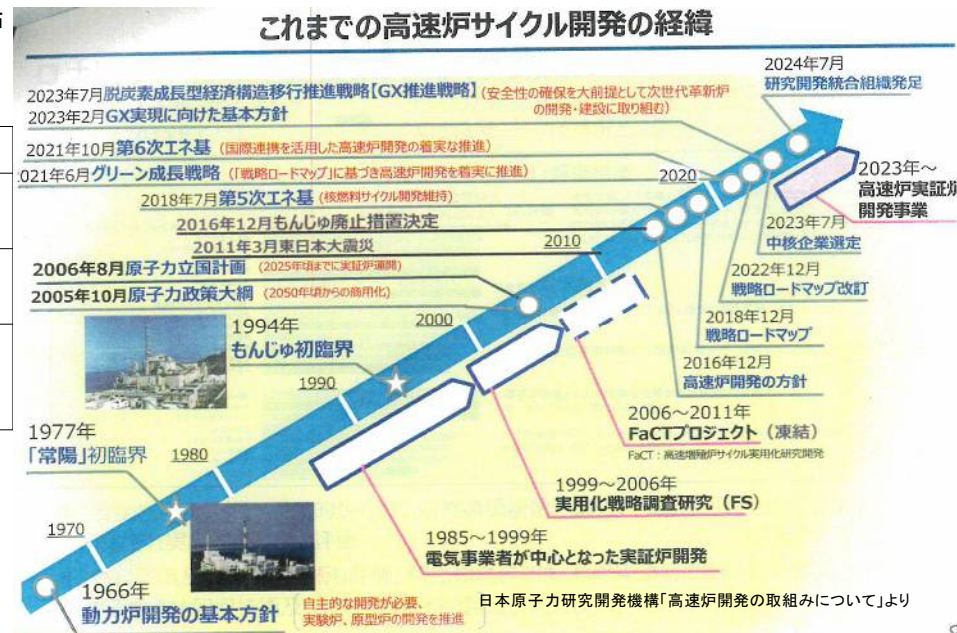 これまでの高速炉サイクル開発の経緯
2024年7月
研究開発統合組織発足
2023年7月脱炭素成長型経済構造移行推進戦略【GX推進戦略】(安全性の確保を大前提として次世代革新炉
の開発・建設に取り組む)
2023年2月GX実現に向けた基本方針
2021年10月第6次エネ基 (国際連携を活用した高速炉開発の着実な推進)
2021年6月グリーン成長戦略 (「戦略ロードマップ」に基づき高速炉開発を着実に推進)
2020
2018年7月第5次エネ基 (核燃料サイクル開発維持)
2016年12月もんじゅ廃止措置決定
2011年3月東日本大震災
2010
2006年8月原子力立国計画 (2025年頃までに実証炉運開)
2005年10月原子力政策大綱 (2050年頃からの商用化)
2000
2023年～
高速炉実証炉
開発事業
2023年7月
中核企業選定
2022年12月
戦略ロードマップ改訂
2018年12月
戦略ロードマップ
2016年12月
高速炉開発の方針
1994年
もんじゅ初臨界
1990
2006～2011年
FaCTプロジェクト (凍結)
FaCT:高速増殖炉サイクル実用化研究開発
1977年
「常陽」初臨界
1980
1999～2006年
実用化戦略調査研究 (FS)
1985～1999年
電気事業者が中心となった実証炉開発
1970
1966年
動力炉開発の基本方針
自主的な開発が必要、
実験炉、原型炉の開発を推進
日本原子力研究開発機構「高速炉開発の取組みについて」より